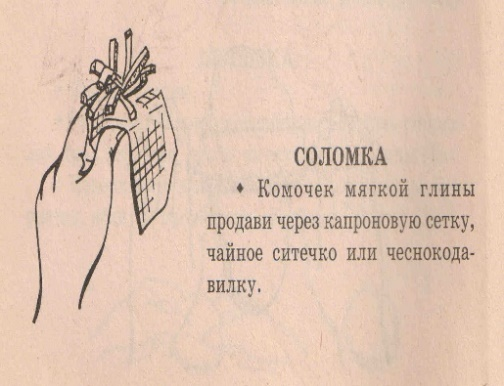 СОЛОМКА
• Комочек мягкой глины
продави через капроновую сетку,
чайное ситечко или чеснокода-
вилку.